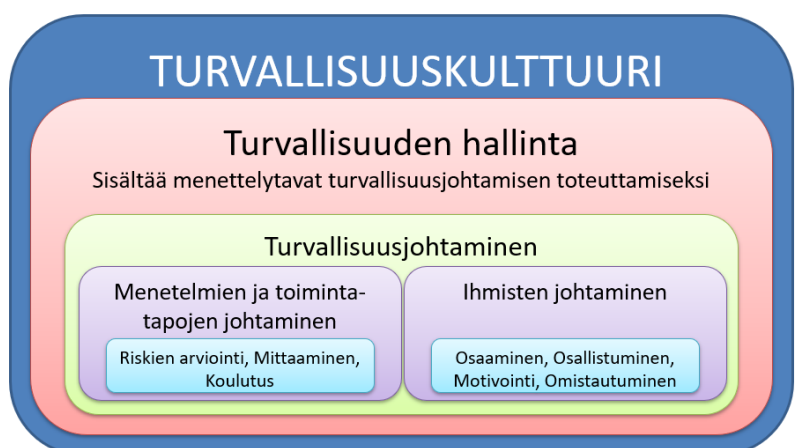 TURVALLISUUSKULTTUURI
Turvallisuuden hallinta
Sisältää menettelytavat turvallisuusjohtamisen toteuttamiseksi
Turvallisuusjohtaminen
Menetelmien ja toiminta-
tapojen johtaminen
Riskien arviointi, Mittaaminen,
Koulutus
Ihmisten johtaminen
Osaaminen, Osallistuminen,
Motivointi, Omistautuminen